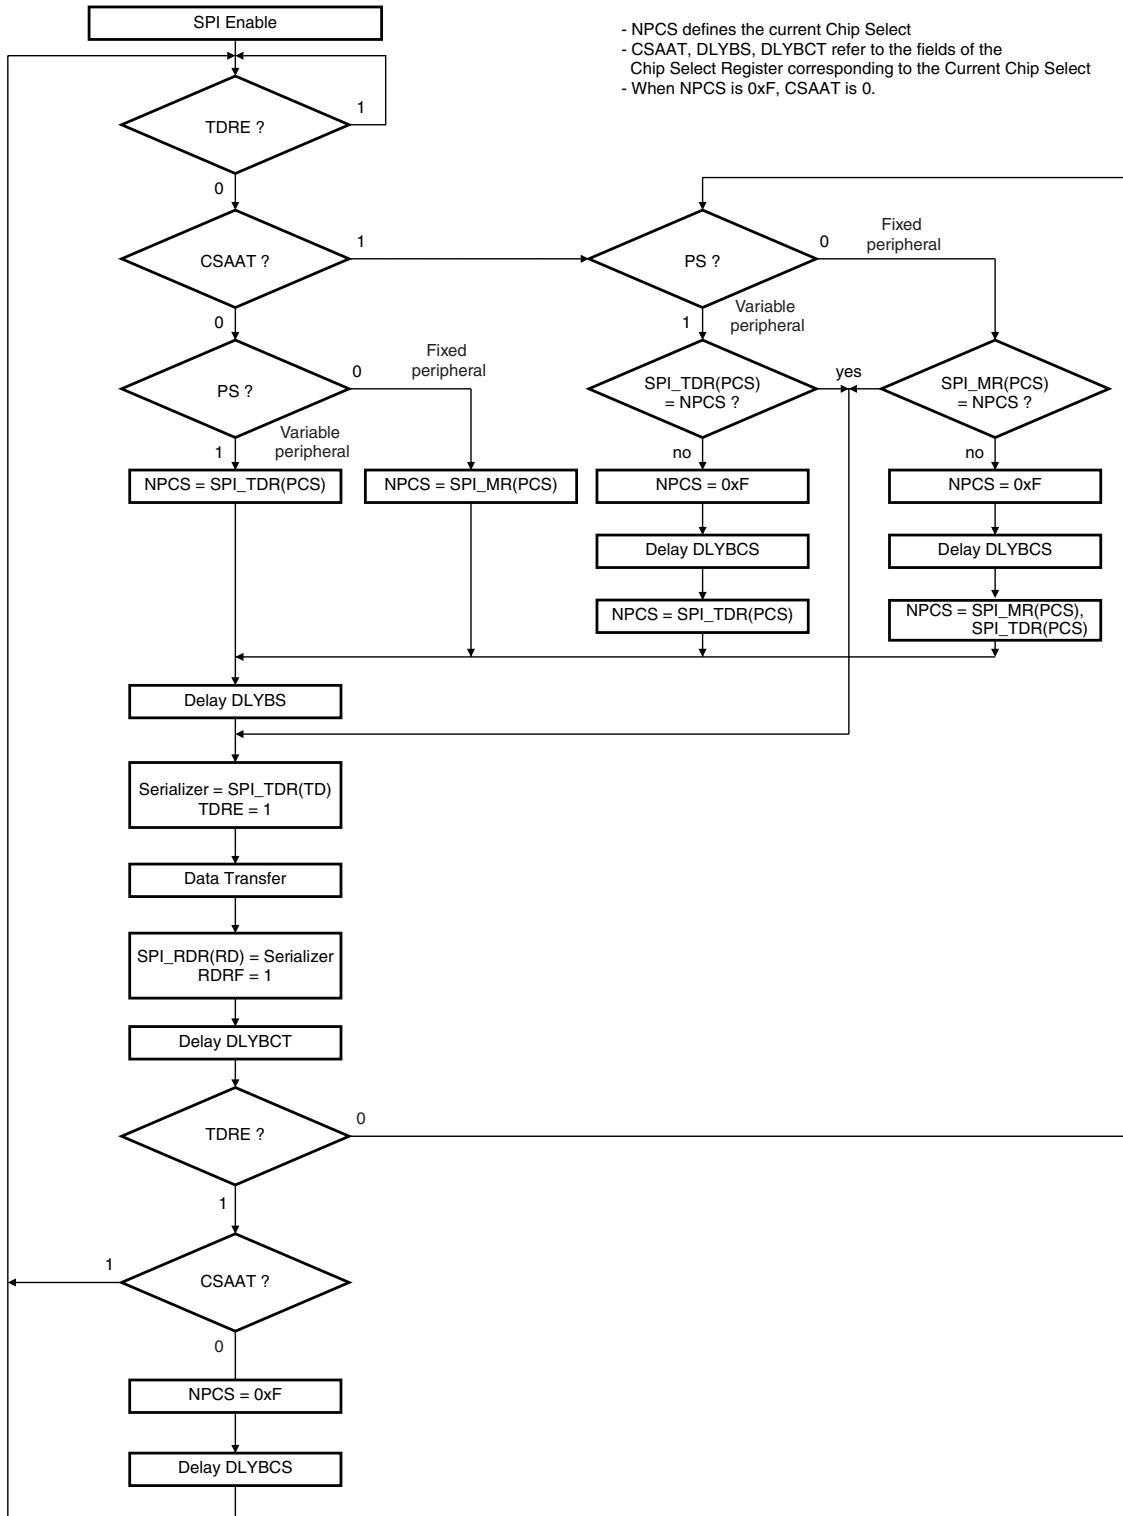 SPI Enable
- NPCS defines the current Chip Select
- CSAAT, DLYBS, DLYBCT refer to the fields of the
Chip Select Register corresponding to the Current Chip Select
- When NPCS is 0xF, CSAAT is 0.
TDRE ?
1
0
CSAAT ?
1
0
PS ?
0
Fixed
peripheral
1
Variable
peripheral
PS ?
0
Fixed
peripheral
1
Variable
peripheral
NPCS = SPI_TDR(PCS)
NPCS = SPI_MR(PCS)
SPI_TDR(PCS)
= NPCS ?
yes
SPI_MR(PCS)
= NPCS ?
no
no
NPCS = 0xF
NPCS = 0xF
Delay DLYBCS
Delay DLYBCS
NPCS = SPI_TDR(PCS)
NPCS = SPI_MR(PCS),
SPI_TDR(PCS)
Delay DLYBS
Serializer = SPI_TDR(TD)
TDRE = 1
Data Transfer
SPI_RDR(RD) = Serializer
RDRF = 1
Delay DLYBCT
TDRE ?
0
1
CSAAT ?
1
0
NPCS = 0xF
Delay DLYBCS